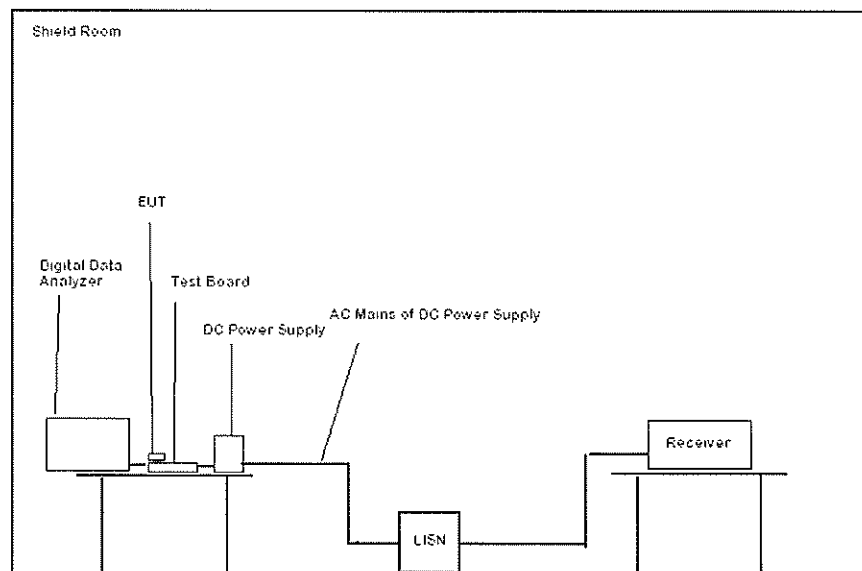 Shield Room
EUT
Digital Data
Analyzer
Test Board
DC Power Supply
AC Mains of DC Power Supply
Receiver
LISN